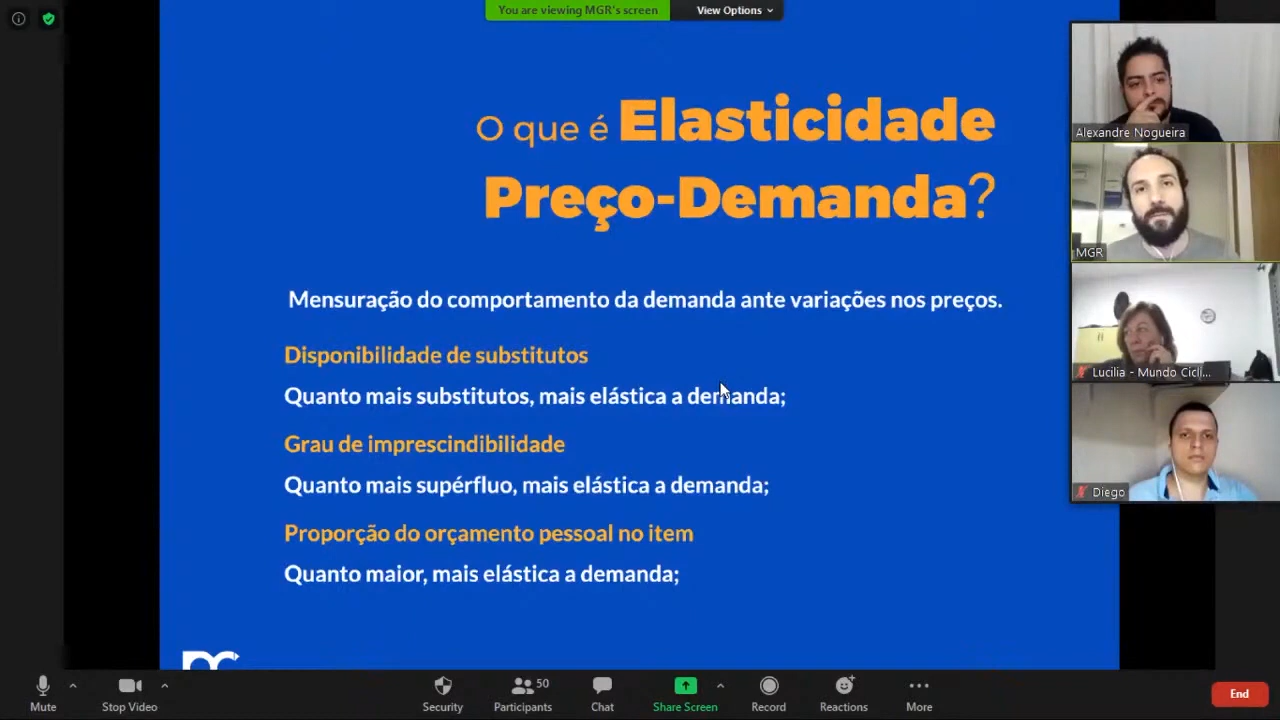 You are viewing MGR's screen
View Options
O que é Elasticidade
Preço-Demanda?
Mensuração do comportamento da demanda ante variações nos preços.
Disponibilidade de substitutos
Quanto mais substitutos, mais elástica a demanda;
Grau de imprescindibilidade
Quanto mais supérfluo, mais elástica a demanda;
Proporção do orçamento pessoal no item
Quanto maior, mais elástica a demanda;
Alexandre Nogueira
MGR
Lucilia - Mundo Cicli...
Diego
Mute
Stop Video
Security
50
Participants
Chat
Share Screen
Record
Reactions
More
End